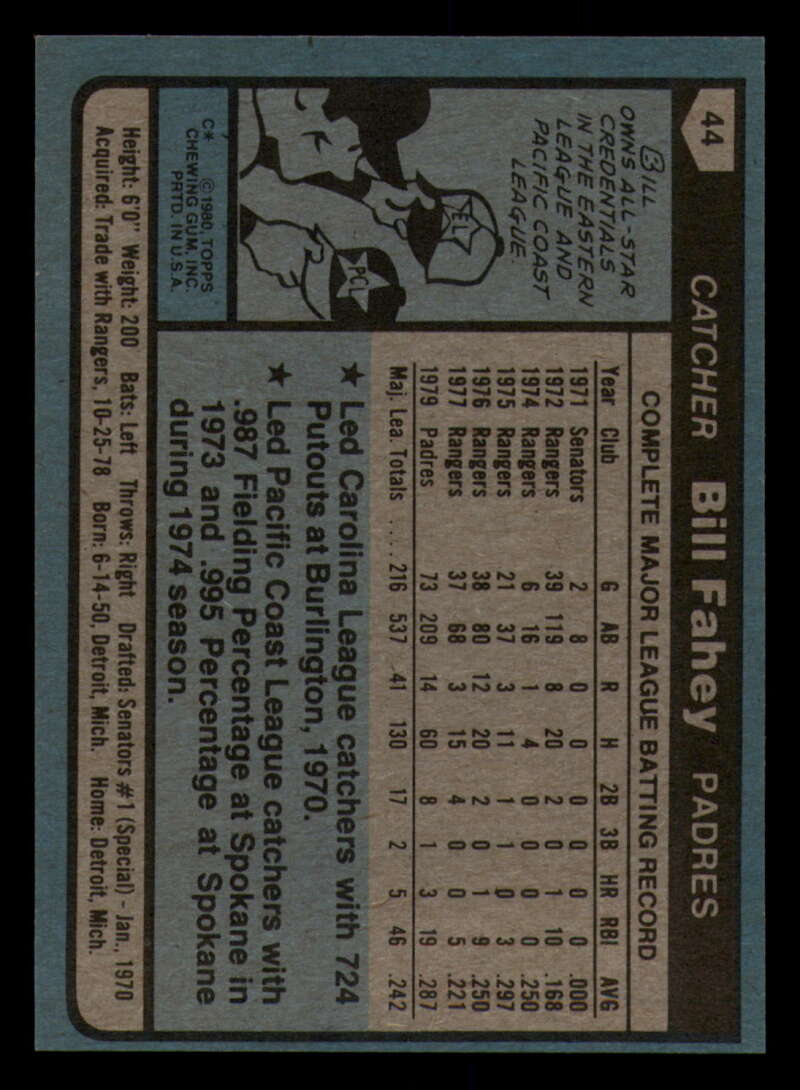 44 CATCHER Bill Fahey PADRES
BILL
OWNS ALL-STAR
CREDENTIALS
IN THE EASTERN
LEAGUE AND
PACIFIC COAST
LEAGUE.
EL
PCL
C* ©1980, TOPPS
CHEWING GUM, INC.
PRTD. IN U.S.A.
COMPLETE MAJOR LEAGUE BATTING RECORD
Year Club G AB R H 2B 3B HR RBI AVG
1971 Senators 2 8 0 0 0 0 0 0 .000
1972 Rangers 39 119 8 20 2 0 1 10 .168
1974 Rangers 6 16 1 4 0 0 0 0 .250
1975 Rangers 21 37 3 11 1 1 0 3 .297
1976 Rangers 38 80 12 20 2 0 1 9 .250
1977 Rangers 37 68 3 15 4 0 0 5 .221
1979 Padres 73 209 14 60 8 1 3 19 .287
Maj. Lea. Totals .... 216 537 41 130 17 2 5 46 .242
★ Led Carolina League catchers with 724
Putouts at Burlington, 1970.
★ Led Pacific Coast League catchers with
.987 Fielding Percentage at Spokane in
1973 and .995 Percentage at Spokane
during 1974 season.
Height: 6'0" Weight: 200 Bats: Left Throws: Right Drafted: Senators #1 (Special) - Jan., 1970
Acquired: Trade with Rangers, 10-25-78 Born: 6-14-50, Detroit, Mich. Home: Detroit, Mich.